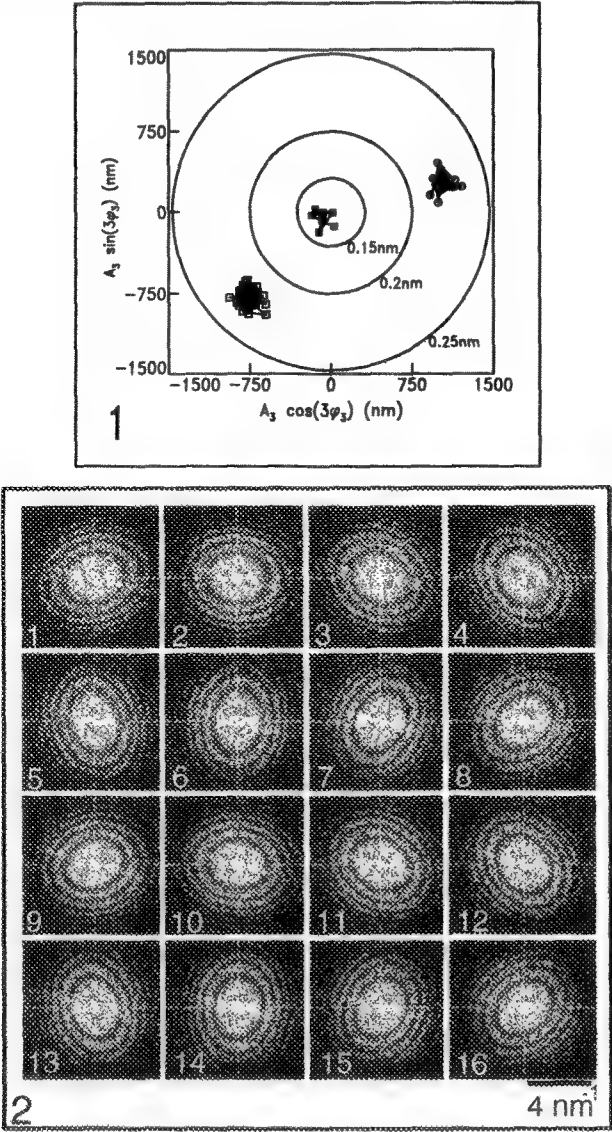 1500
750
0
-750
-1500
A₃ sin(3φ₃) (nm)
0.15nm
0.2nm
0.25nm
-1500 -750 0 750 1500
A₃ cos(3φ₃) (nm)
1
1 2 3 4
5 6 7 8
9 10 11 12
13 14 15 16
4 nm⁻¹
2